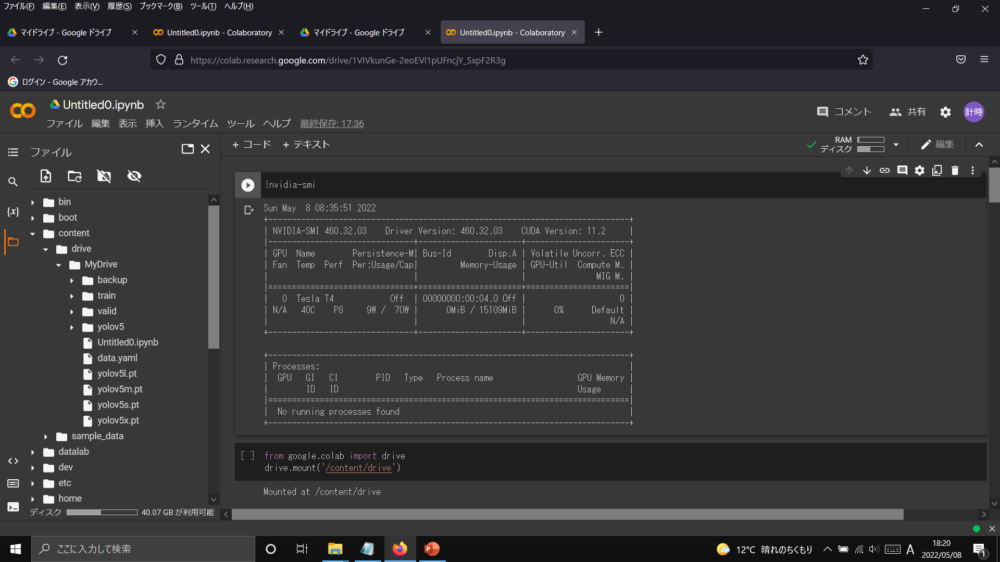 ファイル(F) 編集(E) 表示(V) 履歴(S) ブックマーク(B) ツール(T) ヘルプ(H)
マイドライブ - Google ドライブ
Untitled0.ipynb - Colaboratory
マイドライブ - Google ドライブ
Untitled0.ipynb - Colaboratory
https://colab.research.google.com/drive/1VIVkunGe-2eoEVl1pUFncjY_SxpF2R3g
ログイン - Google アカウ...
Untitled0.ipynb
コメント 共有 計時
ファイル 編集 表示 挿入 ランタイム ツール ヘルプ 最終保存: 17:36
ファイル
+ コード + テキスト
RAM
ディスク
編集
bin
boot
content
drive
MyDrive
backup
train
valid
yolov5
Untitled0.ipynb
data.yaml
yolov5l.pt
yolov5m.pt
yolov5s.pt
yolov5x.pt
sample_data
datalab
dev
etc
home
ディスク 40.07 GB が利用可能
!nvidia-smi
Sun May  8 08:35:51 2022
+-----------------------------------------------------------------------------+
| NVIDIA-SMI 460.32.03    Driver Version: 460.32.03    CUDA Version: 11.2     |
|-------------------------------+----------------------+----------------------+
| GPU  Name        Persistence-M| Bus-Id        Disp.A | Volatile Uncorr. ECC |
| Fan  Temp  Perf  Pwr:Usage/Cap|         Memory-Usage | GPU-Util  Compute M. |
|                               |                      |               MIG M. |
|===============================+======================+======================|
|   0  Tesla T4            Off  | 00000000:00:04.0 Off |                    0 |
| N/A   40C    P8     9W /  70W |      0MiB / 15109MiB |      0%      Default |
|                               |                      |                  N/A |
+-------------------------------+----------------------+----------------------+
+-----------------------------------------------------------------------------+
| Processes:                                                                  |
|  GPU   GI   CI        PID   Type   Process name                  GPU Memory |
|        ID   ID                                                   Usage      |
|=============================================================================|
|  No running processes found                                                 |
+-----------------------------------------------------------------------------+
[ ] from google.colab import drive
drive.mount('/content/drive')
Mounted at /content/drive
ここに入力して検索
12°C 晴れのちくもり
A
18:20
2022/05/08
1